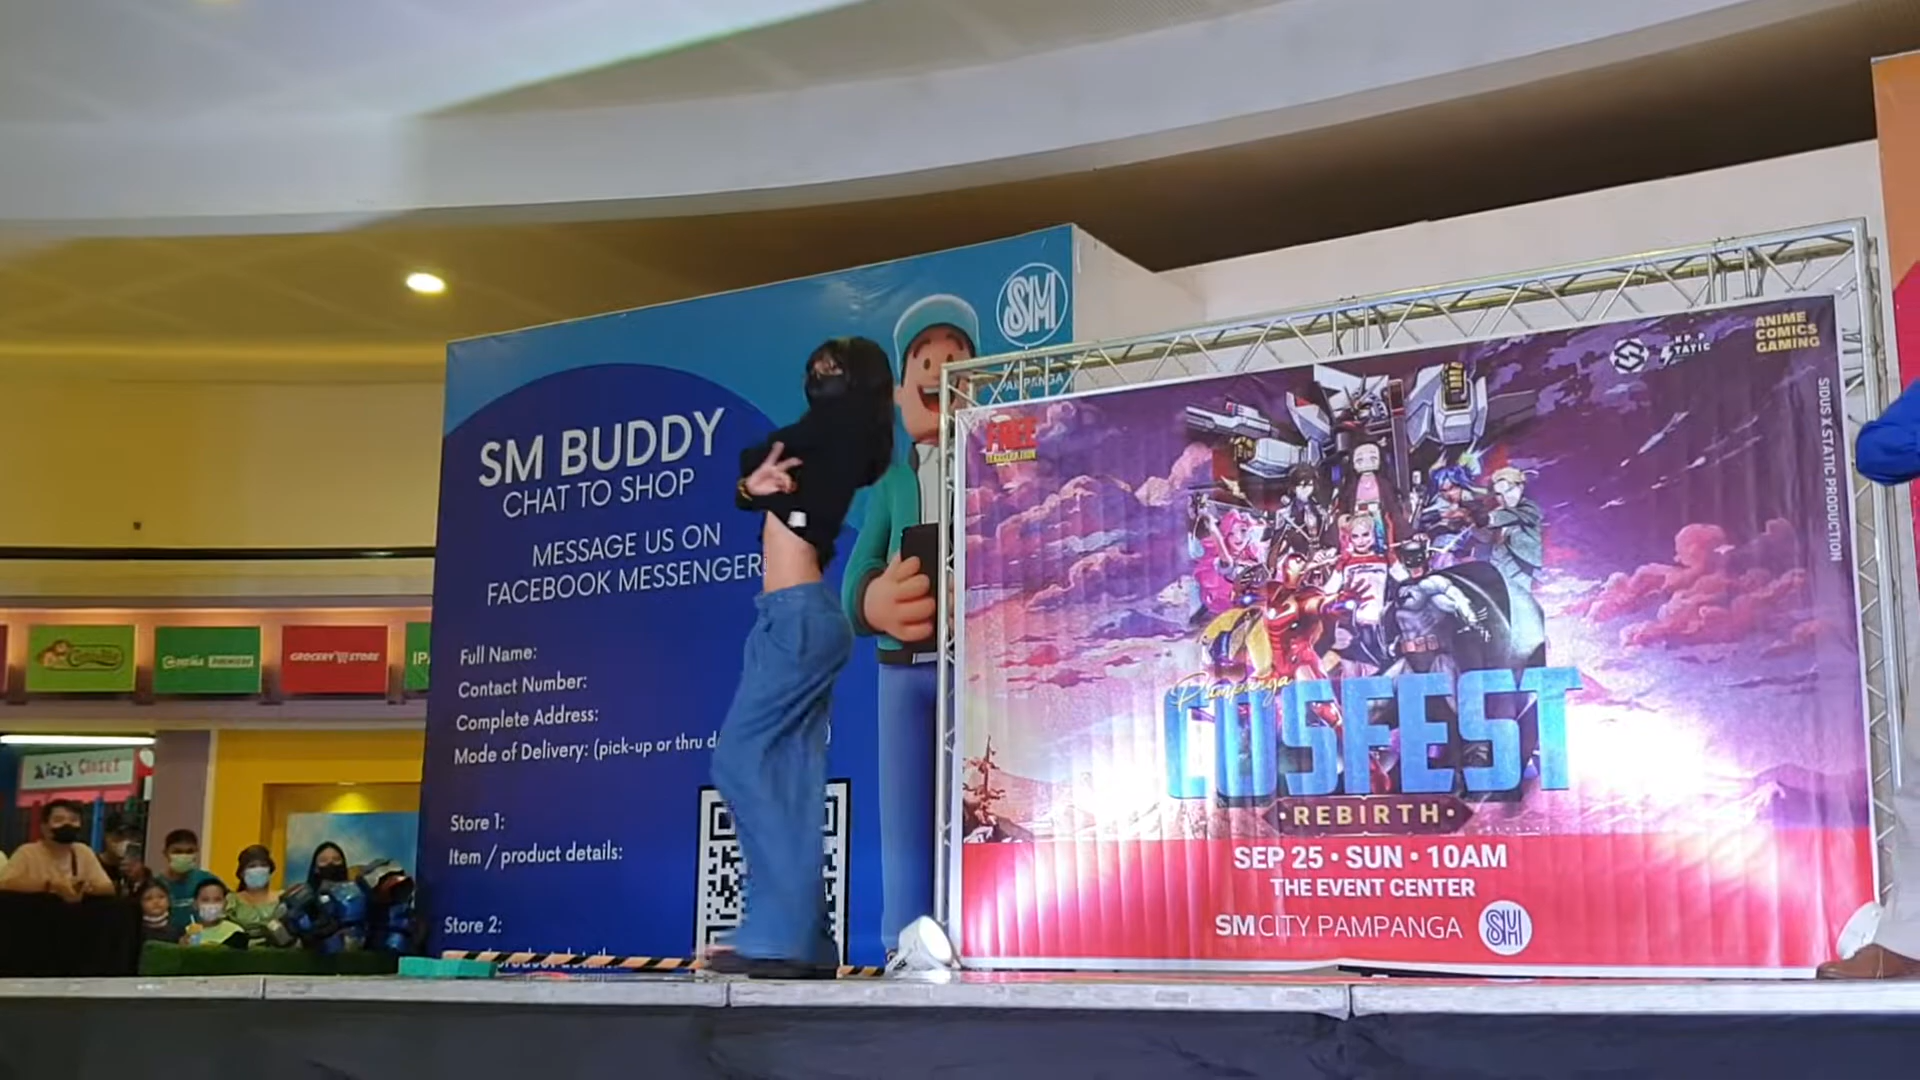 SM
PAMPANGA
SM BUDDY
CHAT TO SHOP
MESSAGE US ON
FACEBOOK MESSENGER
Full Name:
Contact Number:
Complete Address:
Mode of Delivery: (pick-up or thru
Store 1:
Item / product details:
Store 2:
product
GROCERY STORE
Aica's Closet
FREE
ANIME
COMICS
GAMING
SIDUS X STATIC PRODUCTION
Pampanga
COSFEST
•REBIRTH•
SEP 25 • SUN • 10AM
THE EVENT CENTER
SM CITY PAMPANGA SM